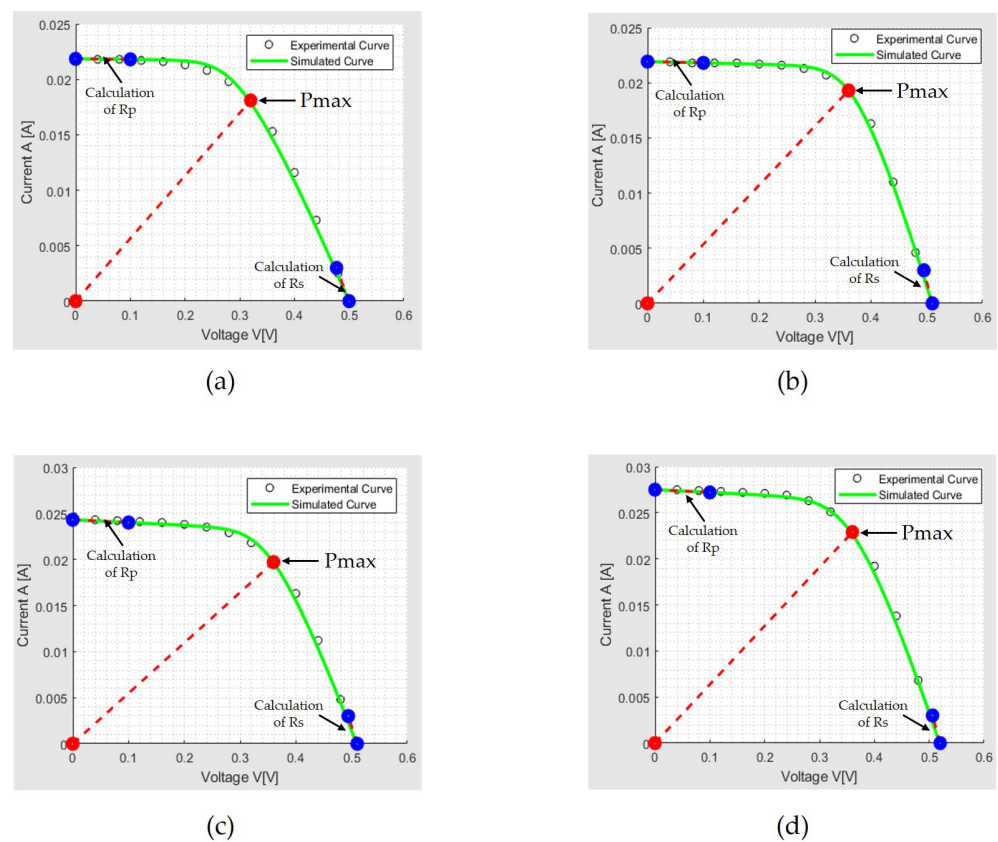 0.025
0.02
0.015
0.01
0.005
0
Current A [A]
0
0.1
0.2
0.3
0.4
0.5
0.6
Voltage V[V]
Experimental Curve
Simulated Curve
Calculation
of Rp
Pmax
Calculation
of Rs
(a)
0.025
0.02
0.015
0.01
0.005
0
Current A [A]
0
0.1
0.2
0.3
0.4
0.5
0.6
Voltage V[V]
Experimental Curve
Simulated Curve
Calculation
of Rp
Pmax
Calculation
of Rs
(b)
0.03
0.025
0.02
0.015
0.01
0.005
0
Current A [A]
0
0.1
0.2
0.3
0.4
0.5
0.6
Voltage V[V]
Experimental Curve
Simulated Curve
Calculation
of Rp
Pmax
Calculation
of Rs
(c)
0.03
0.025
0.02
0.015
0.01
0.005
0
Current A [A]
0
0.1
0.2
0.3
0.4
0.5
0.6
Voltage V[V]
Experimental Curve
Simulated Curve
Calculation
of Rp
Pmax
Calculation
of Rs
(d)